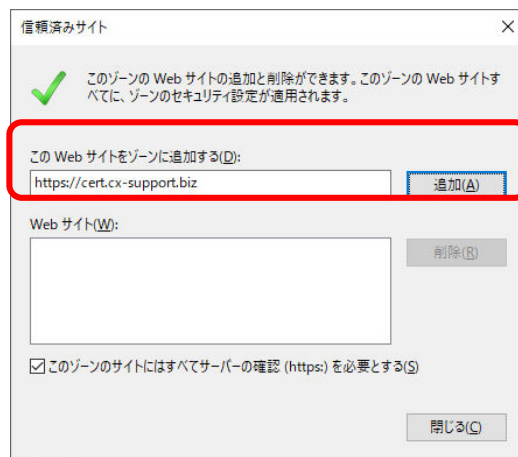 信頼済みサイト
このゾーンの Web サイトの追加と削除ができます。このゾーンの Web サイトす
べてに、ゾーンのセキュリティ設定が適用されます。
この Web サイトをゾーンに追加する(D):
https://cert.cx-support.biz
追加(A)
Web サイト(W):
削除(R)
このゾーンのサイトにはすべてサーバーの確認 (https:) を必要とする(S)
閉じる(C)